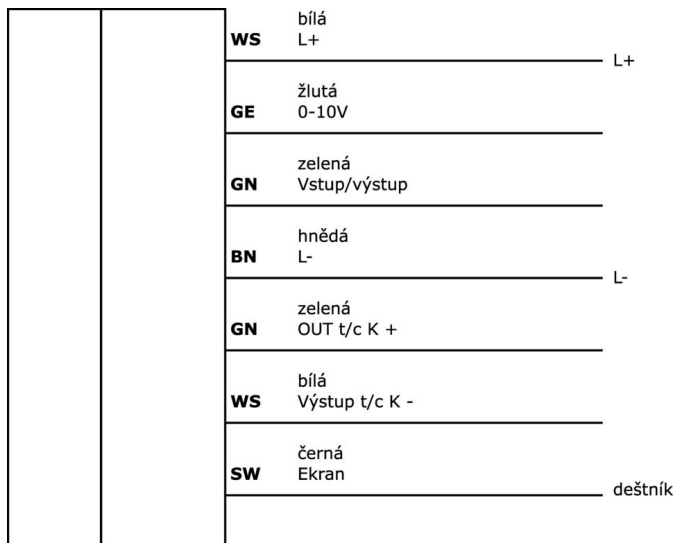 bílá
WS L+
L+
žlutá
GE 0-10V
zelená
GN Vstup/výstup
hnědá
BN L-
L-
zelená
GN OUT t/c K +
bílá
WS Výstup t/c K -
černá
SW Ekran
deštník